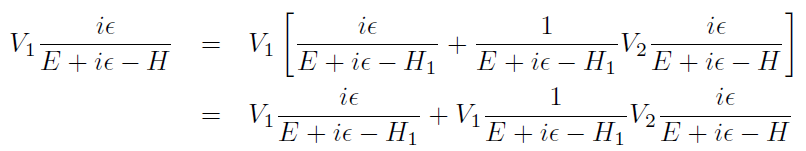 V_1 \frac{i\epsilon}{E + i\epsilon - H} = V_1 \left[ \frac{i\epsilon}{E + i\epsilon - H_1} + \frac{1}{E + i\epsilon - H_1} V_2 \frac{i\epsilon}{E + i\epsilon - H} \right]
= V_1 \frac{i\epsilon}{E + i\epsilon - H_1} + V_1 \frac{1}{E + i\epsilon - H_1} V_2 \frac{i\epsilon}{E + i\epsilon - H}